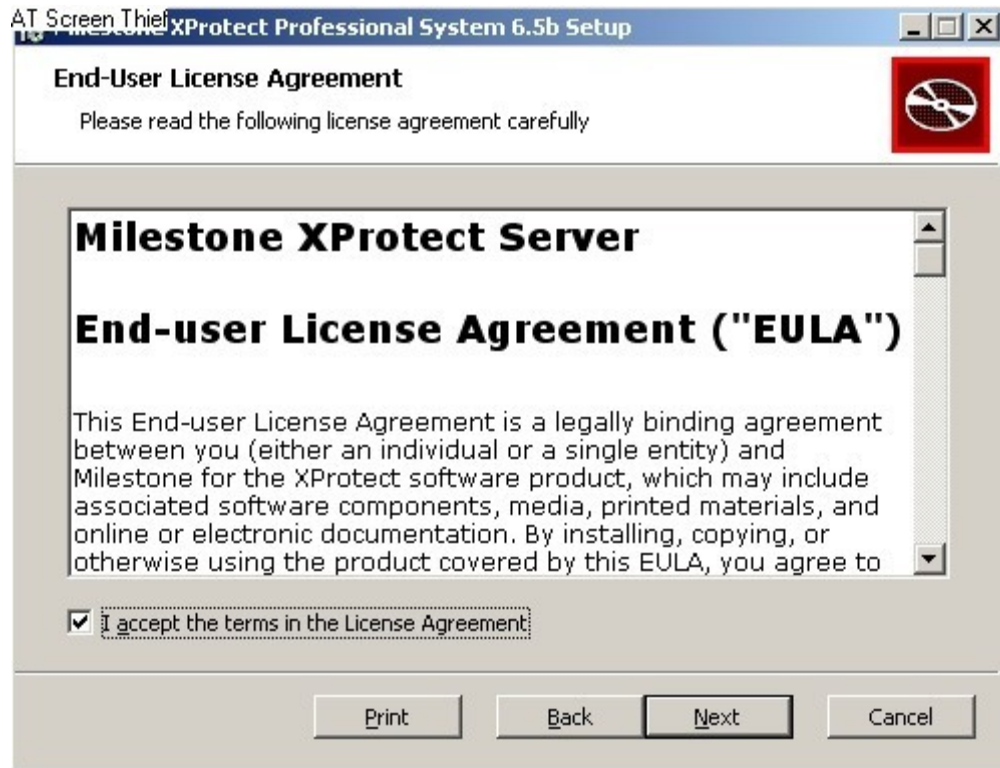 AT Screen Thief
XProtect Professional System 6.5b Setup
End-User License Agreement
Please read the following license agreement carefully
Milestone XProtect Server
End-user License Agreement ("EULA")
This End-user License Agreement is a legally binding agreement
between you (either an individual or a single entity) and
Milestone for the XProtect software product, which may include
associated software components, media, printed materials, and
online or electronic documentation. By installing, copying, or
otherwise using the product covered by this EULA, you agree to
I accept the terms in the License Agreement
Print Back Next Cancel